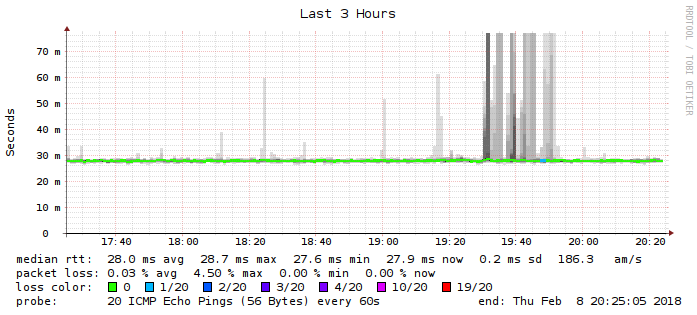 Last 3 Hours
RRDTOOL / TOBI OETIKER
Seconds
70 m
60 m
50 m
40 m
30 m
20 m
10 m
0
17:40 18:00 18:20 18:40 19:00 19:20 19:40 20:00 20:20
median rtt: 28.0 ms avg 28.7 ms max 27.6 ms min 27.9 ms now 0.2 ms sd 186.3 am/s
packet loss: 0.03 % avg 4.50 % max 0.00 % min 0.00 % now
loss color: 0 1/20 2/20 3/20 4/20 10/20 19/20
probe: 20 ICMP Echo Pings (56 Bytes) every 60s end: Thu Feb 8 20:25:05 2018